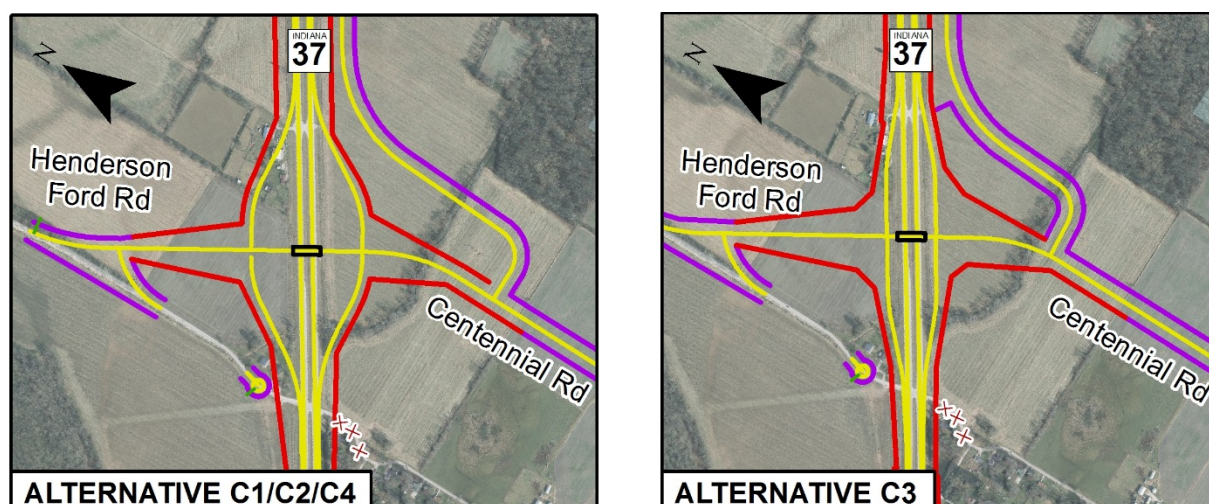 INDIANA
37
N
Henderson
Ford Rd
Centennial Rd
ALTERNATIVE C1/C2/C4
INDIANA
37
N
Henderson
Ford Rd
Centennial Rd
ALTERNATIVE C3